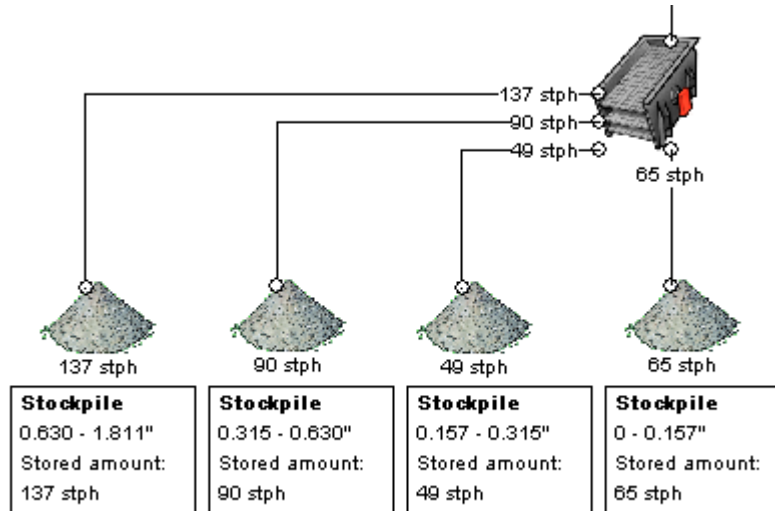 137 stph
90 stph
49 stph
65 stph
137 stph
90 stph
49 stph
65 stph
Stockpile
0.630 - 1.811"
Stored amount:
137 stph
Stockpile
0.315 - 0.630"
Stored amount:
90 stph
Stockpile
0.157 - 0.315"
Stored amount:
49 stph
Stockpile
0 - 0.157"
Stored amount:
65 stph